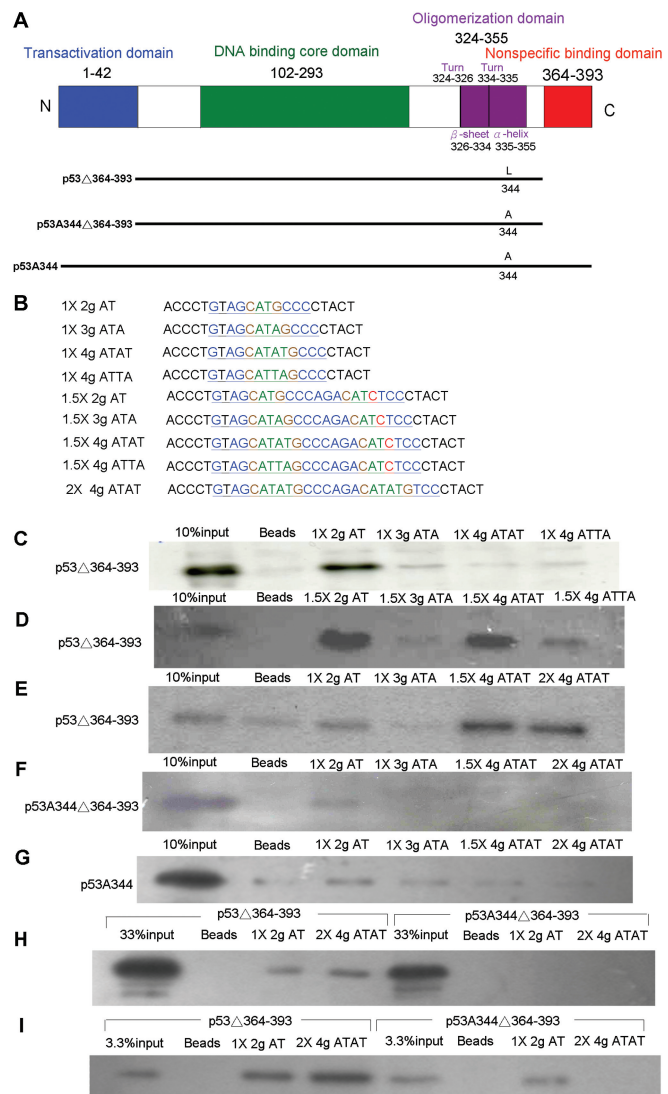 A
Oligomerization domain
324-355
Transactivation domain
DNA binding core domain
Nonspecific binding domain
1-42
102-293
Turn
Turn
324-326
334-335
364-393
N
C
β-sheet
α-helix
326-334
335-355
p53△364-393
L
344
p53A344△364-393
A
344
p53A344
A
344
B
1X 2g AT ACCCTGTAGCATGCCCCTACT
1X 3g ATA ACCCTGTAGCATAGCCCCTACT
1X 4g ATAT ACCCTGTAGCATATGCCCCTACT
1X 4g ATTA ACCCTGTAGCATTAGCCCCTACT
1.5X 2g AT ACCCTGTAGCATGCCCAGACATCTCCCTACT
1.5X 3g ATA ACCCTGTAGCATAGCCCAGACATCTCCCTACT
1.5X 4g ATAT ACCCTGTAGCATATGCCCAGACATCTCCCTACT
1.5X 4g ATTA ACCCTGTAGCATTAGCCCAGACATCTCCCTACT
2X 4g ATAT ACCCTGTAGCATATGCCCAGACATATGTCCCTACT
C
10%input Beads 1X 2g AT 1X 3g ATA 1X 4g ATAT 1X 4g ATTA
p53△364-393
10%input Beads 1.5X 2g AT 1.5X 3g ATA 1.5X 4g ATAT 1.5X 4g ATTA
D
p53△364-393
10%input Beads 1X 2g AT 1X 3g ATA 1.5X 4g ATAT 2X 4g ATAT
E
p53△364-393
10%input Beads 1X 2g AT 1X 3g ATA 1.5X 4g ATAT 2X 4g ATAT
F
p53A344△364-393
10%input Beads 1X 2g AT 1X 3g ATA 1.5X 4g ATAT 2X 4g ATAT
G
p53A344
p53△364-393 p53A344△364-393
H
33%input Beads 1X 2g AT 2X 4g ATAT 33%input Beads 1X 2g AT 2X 4g ATAT
I
p53△364-393 p53A344△364-393
3.3%input Beads 1X 2g AT 2X 4g ATAT 3.3%input Beads 1X 2g AT 2X 4g ATAT